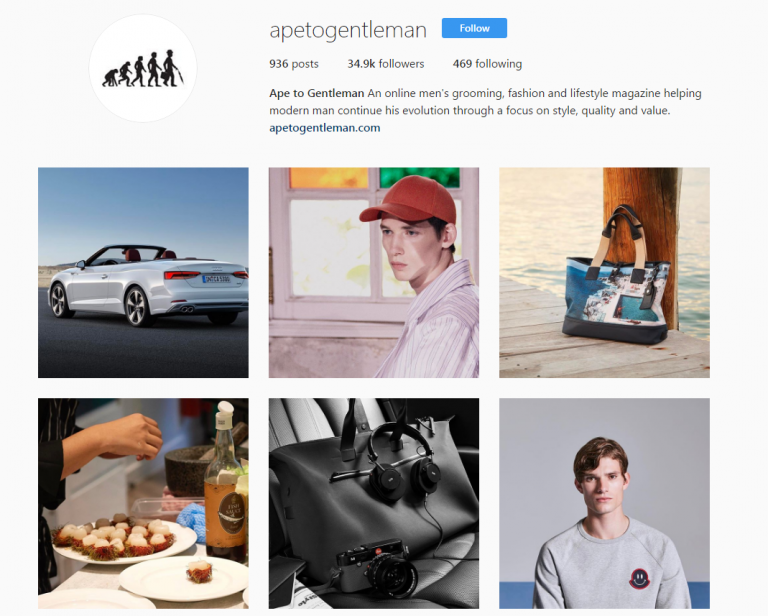 apetogentleman Follow
936 posts 34.9k followers 469 following
Ape to Gentleman An online men's grooming, fashion and lifestyle magazine helping
modern man continue his evolution through a focus on style, quality and value.
apetogentleman.com